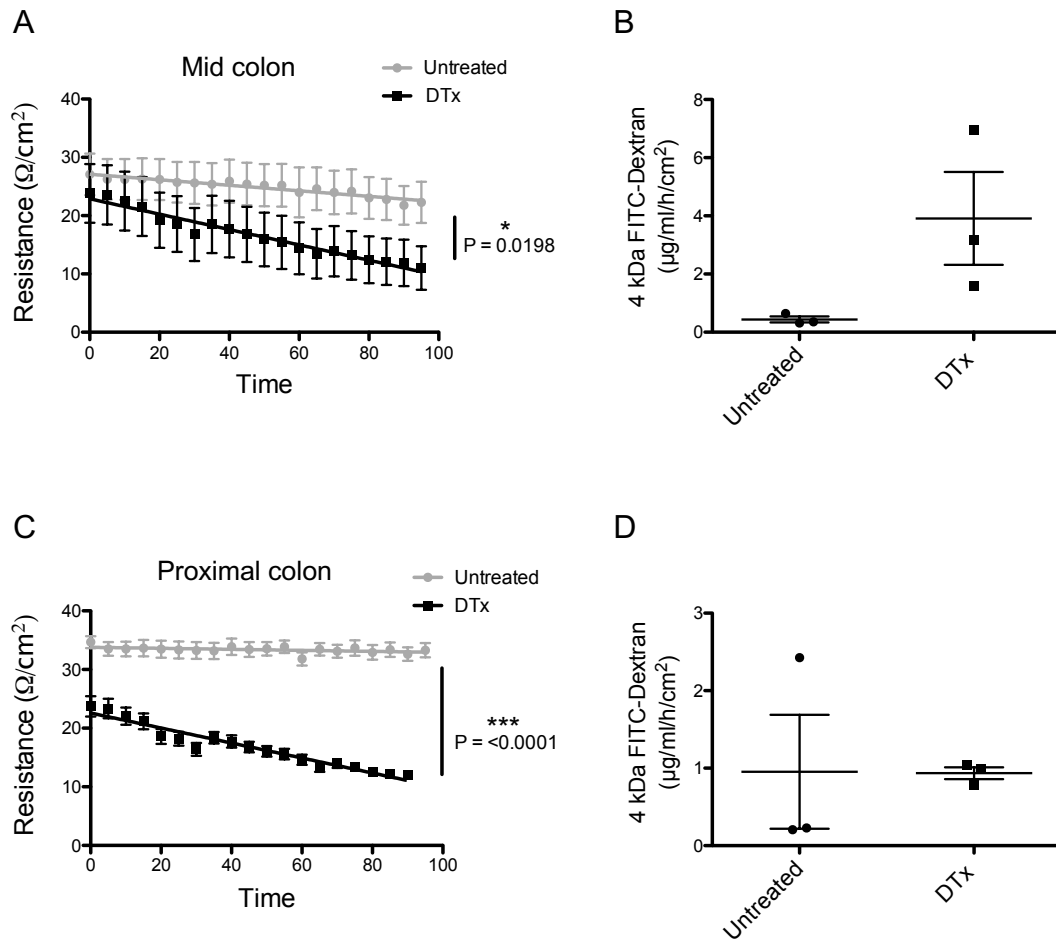 A
Mid colon
Untreated
DTx
Resistance (Ω/cm²)
40
30
20
10
0
0 20 40 60 80 100
Time
*
P = 0.0198
B
4 kDa FITC-Dextran
(µg/ml/h/cm²)
8
6
4
2
0
Untreated
DTx
C
Proximal colon
Untreated
DTx
Resistance (Ω/cm²)
40
30
20
10
0
0 20 40 60 80 100
Time
***
P = <0.0001
D
4 kDa FITC-Dextran
(µg/ml/h/cm²)
3
2
1
0
Untreated
DTx